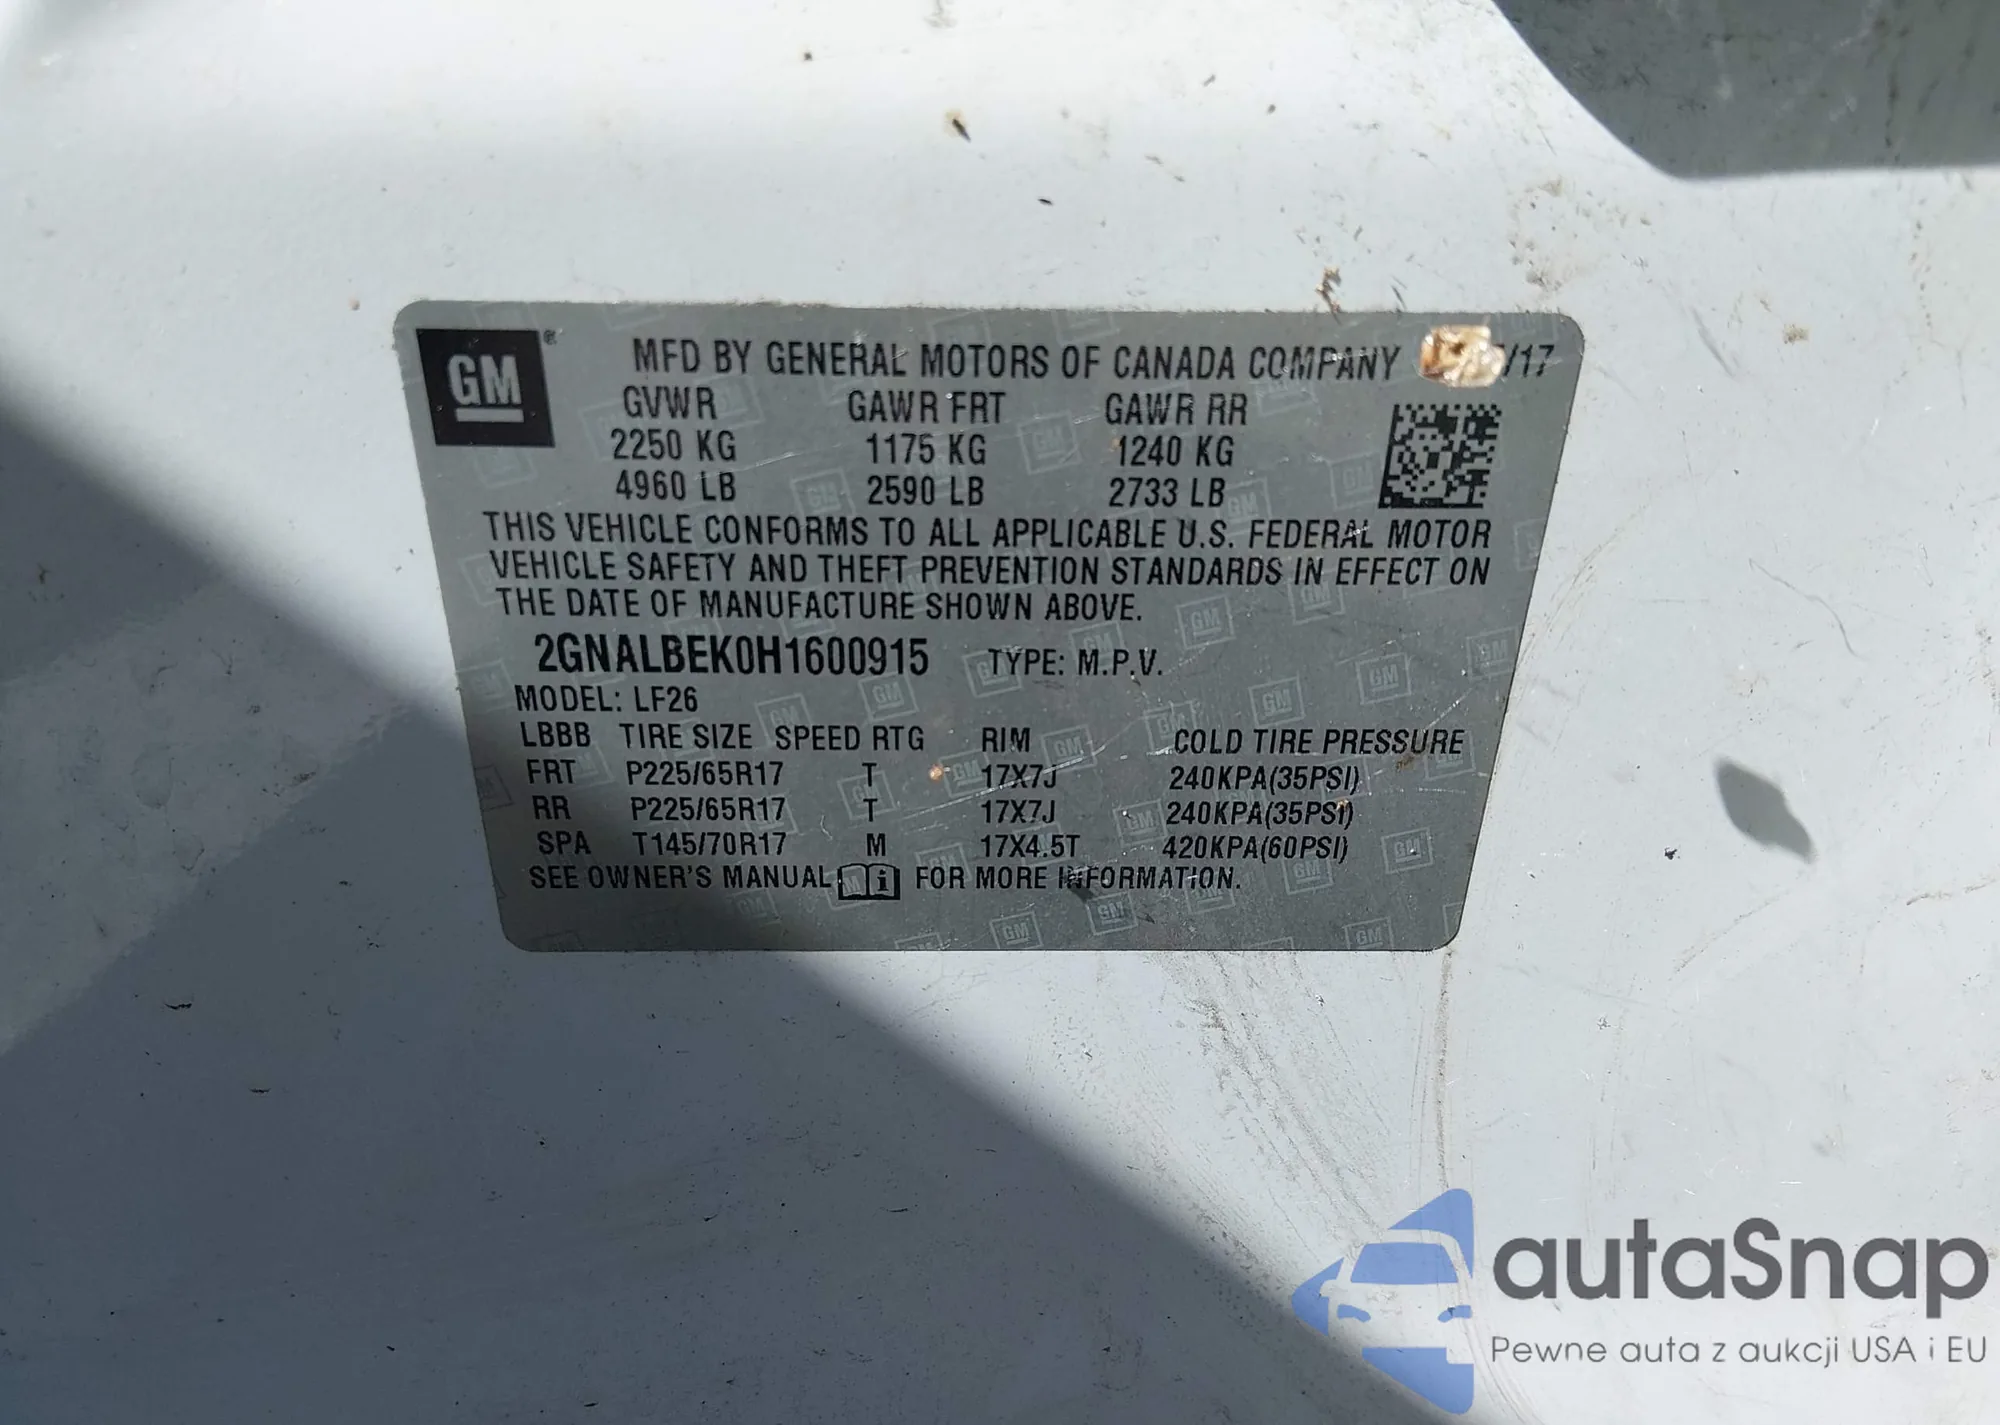 GM
®
MFD BY GENERAL MOTORS OF CANADA COMPANY /17
GVWR GAWR FRT GAWR RR
2250 KG 1175 KG 1240 KG
4960 LB 2590 LB 2733 LB
THIS VEHICLE CONFORMS TO ALL APPLICABLE U.S. FEDERAL MOTOR
VEHICLE SAFETY AND THEFT PREVENTION STANDARDS IN EFFECT ON
THE DATE OF MANUFACTURE SHOWN ABOVE.
2GNALBEK0H1600915 TYPE: M.P.V.
MODEL: LF26
LBBB TIRE SIZE SPEED RTG RIM COLD TIRE PRESSURE
FRT P225/65R17 T 17X7J 240KPA(35PSI)
RR P225/65R17 T 17X7J 240KPA(35PSI)
SPA T145/70R17 M 17X4.5T 420KPA(60PSI)
SEE OWNER'S MANUAL FOR MORE INFORMATION.
autaSnap
Pewne auta z aukcji USA i EU